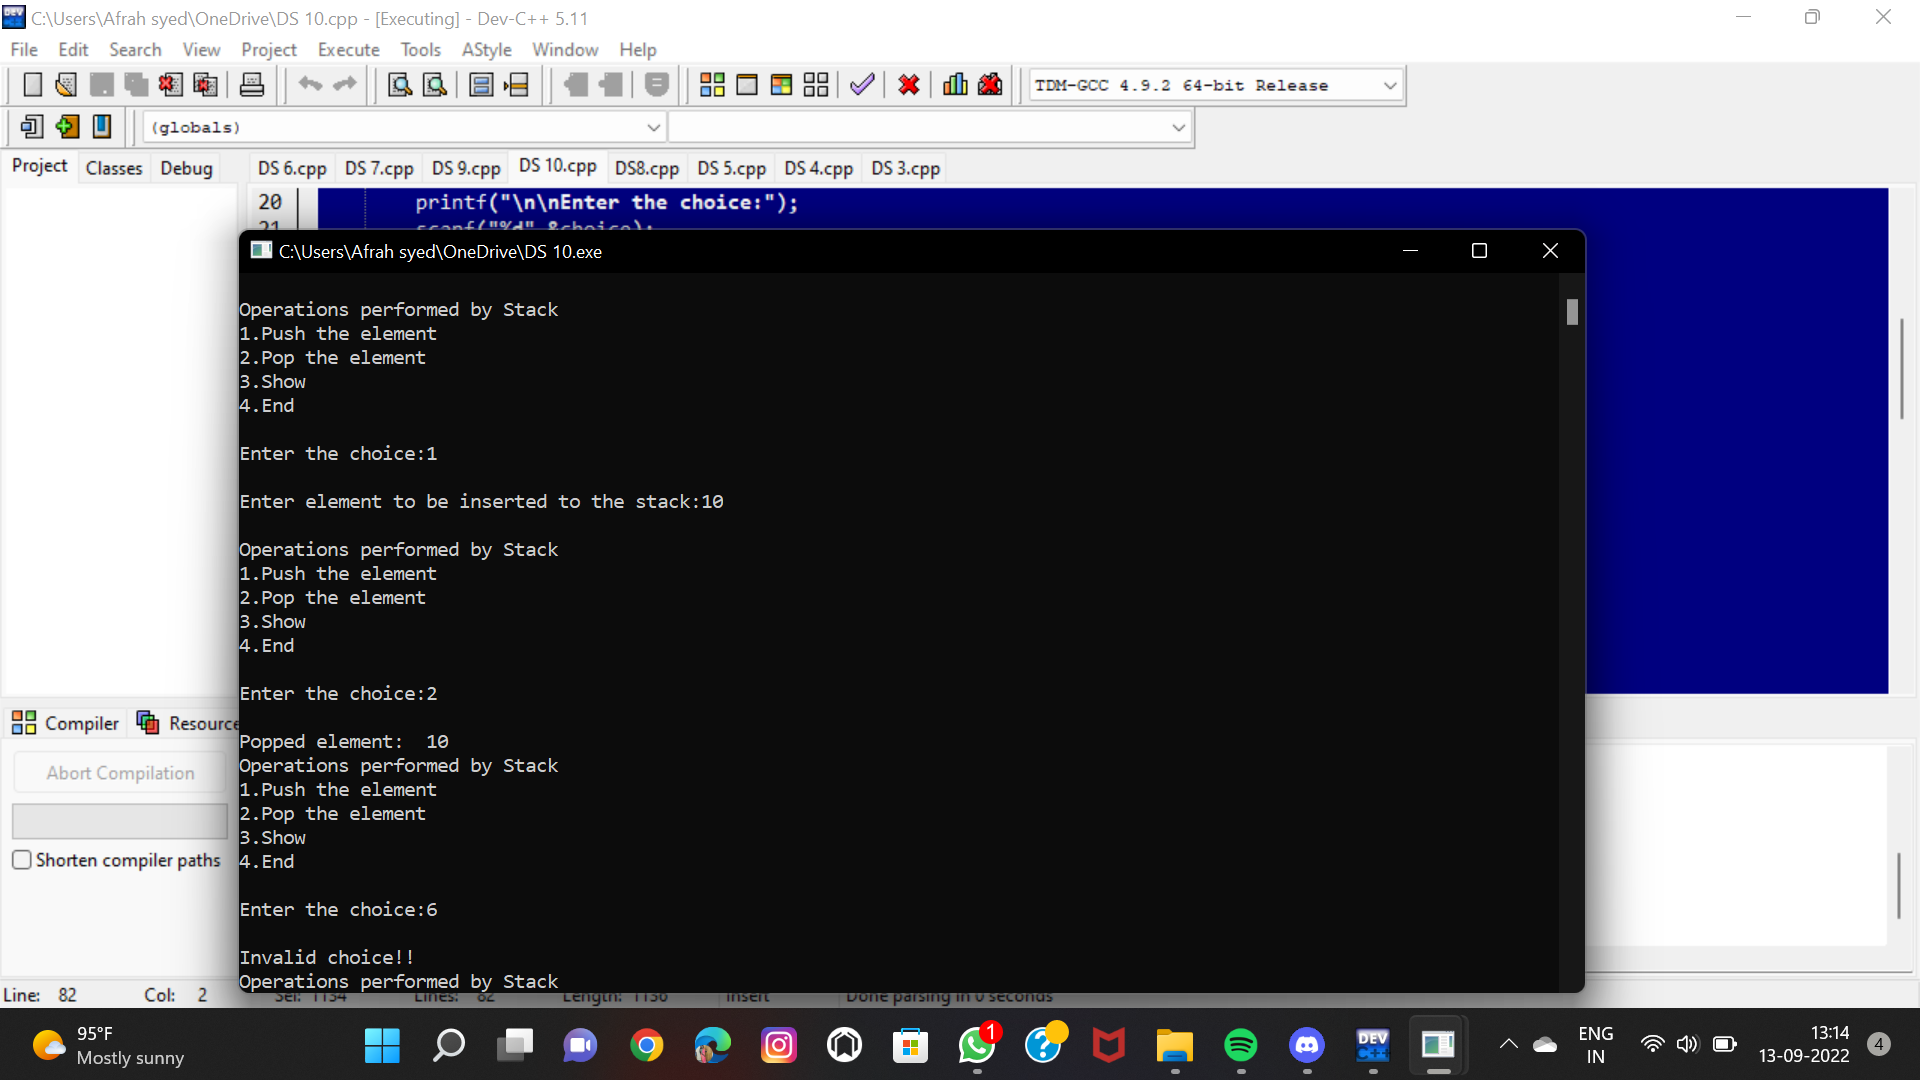 C:\Users\Afrah syed\OneDrive\DS 10.cpp - [Executing] - Dev-C++ 5.11
File Edit Search View Project Execute Tools AStyle Window Help
TDM-GCC 4.9.2 64-bit Release
(globals)
Project Classes Debug DS 6.cpp DS 7.cpp DS 9.cpp DS 10.cpp DS8.cpp DS 5.cpp DS 4.cpp DS 3.cpp
20 printf("\n\nEnter the choice:");
21 scanf("%d",&choice);
C:\Users\Afrah syed\OneDrive\DS 10.exe
Operations performed by Stack
1.Push the element
2.Pop the element
3.Show
4.End
Enter the choice:1
Enter element to be inserted to the stack:10
Operations performed by Stack
1.Push the element
2.Pop the element
3.Show
4.End
Enter the choice:2
Popped element:  10
Operations performed by Stack
1.Push the element
2.Pop the element
3.Show
4.End
Enter the choice:6
Invalid choice!!
Operations performed by Stack
Compiler Resource
Abort Compilation
Shorten compiler paths
Line: 82 Col: 2 Sel: 1134 Lines: 82 Length: 1136 Insert Done parsing in 0 seconds
95°F
Mostly sunny
1
DEV
C++
ENG
IN
13:14
13-09-2022
4